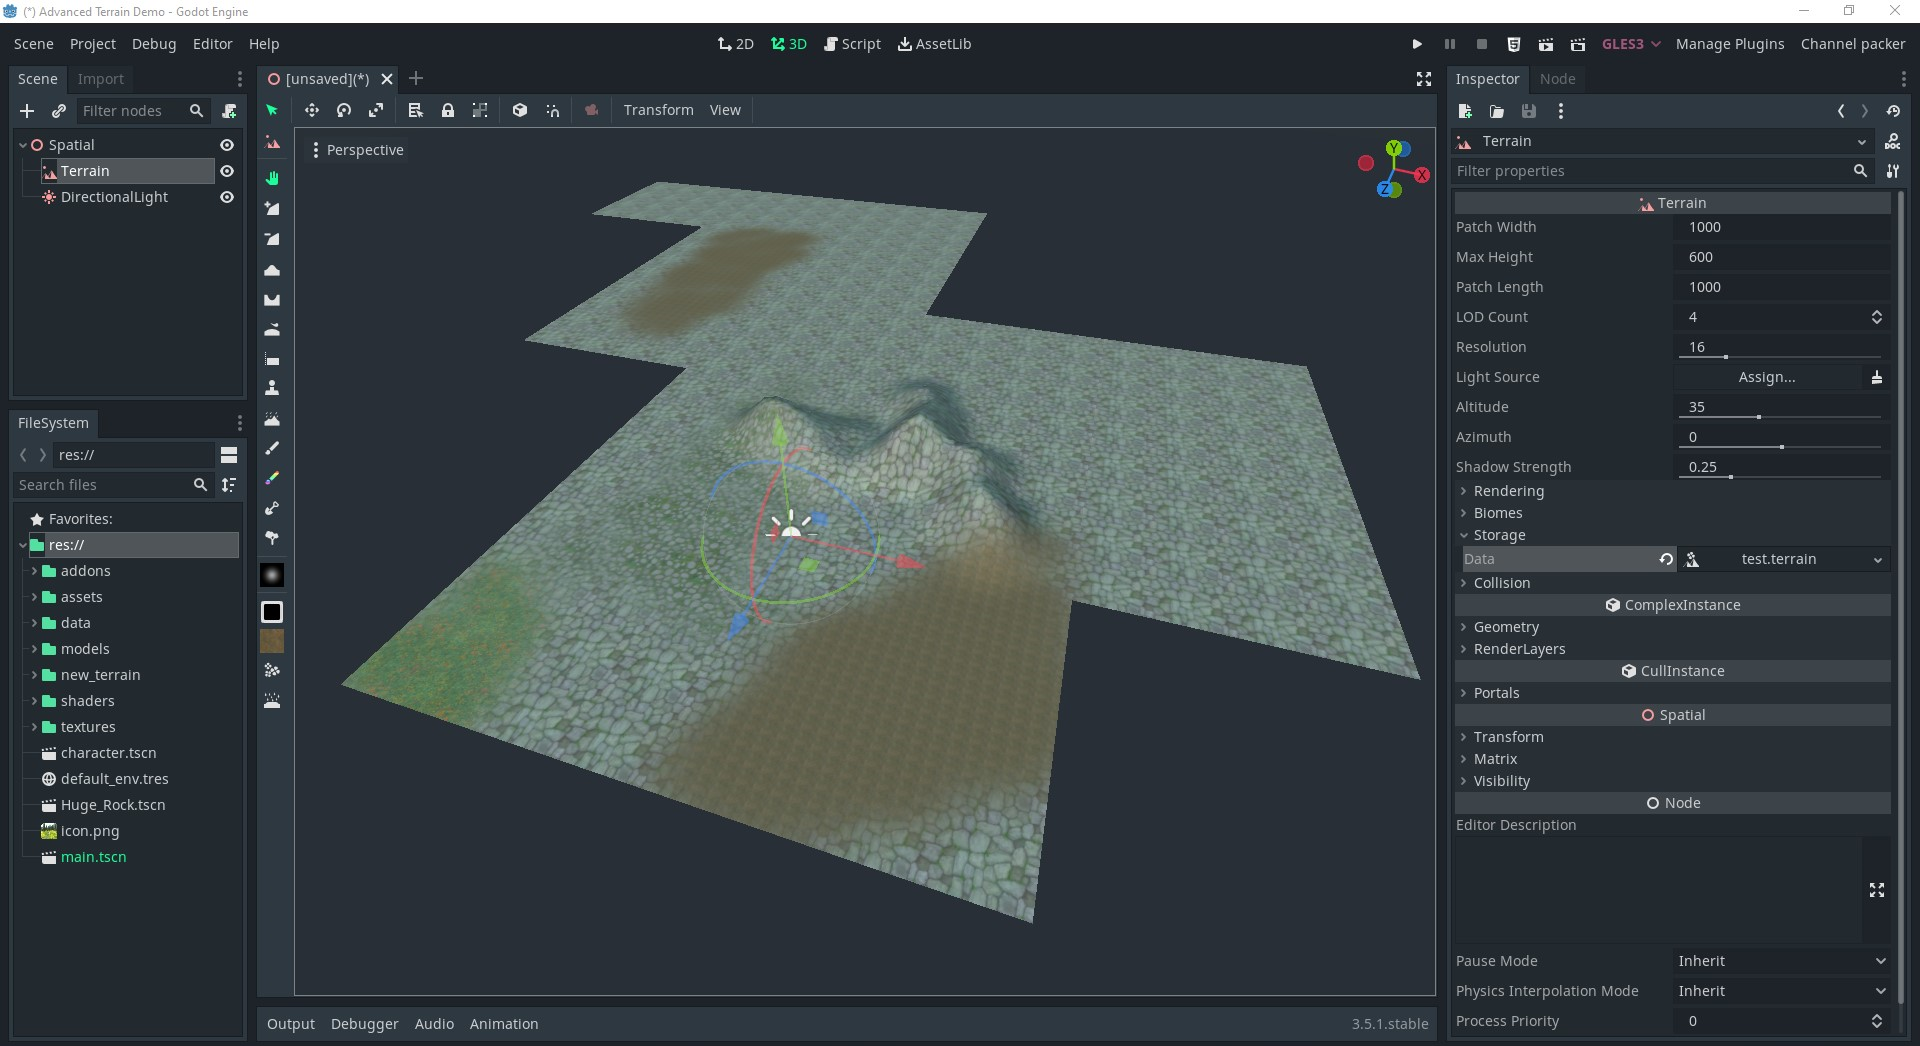 (*) Advanced Terrain Demo - Godot Engine
Scene Project Debug Editor Help
2D 3D Script AssetLib
GLES3 Manage Plugins Channel packer
Scene Import
Filter nodes
Spatial
Terrain
DirectionalLight
FileSystem
res://
Search files
Favorites:
res://
addons
assets
data
models
new_terrain
shaders
textures
character.tscn
default_env.tres
Huge_Rock.tscn
icon.png
main.tscn
[unsaved](*)
Transform View
Perspective
Y
X
Z
Output Debugger Audio Animation 3.5.1.stable
Inspector Node
Terrain
Filter properties
Terrain
Patch Width 1000
Max Height 600
Patch Length 1000
LOD Count 4
Resolution 16
Light Source Assign...
Altitude 35
Azimuth 0
Shadow Strength 0.25
Rendering
Biomes
Storage
Data test.terrain
Collision
ComplexInstance
Geometry
RenderLayers
CullInstance
Portals
Spatial
Transform
Matrix
Visibility
Node
Editor Description
Pause Mode Inherit
Physics Interpolation Mode Inherit
Process Priority 0